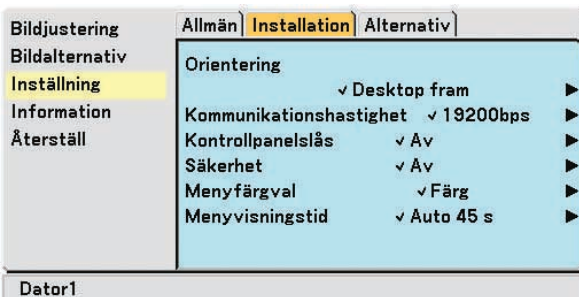 Bildjustering
Bildalternativ
Inställning
Information
Återställ
Allmän Installation Alternativ
Orientering
✓ Desktop fram
Kommunikationshastighet ✓ 19200bps
Kontrollpanelslås ✓ Av
Säkerhet ✓ Av
Menyfärgval ✓ Färg
Menyvisningstid ✓ Auto 45 s
Dator1